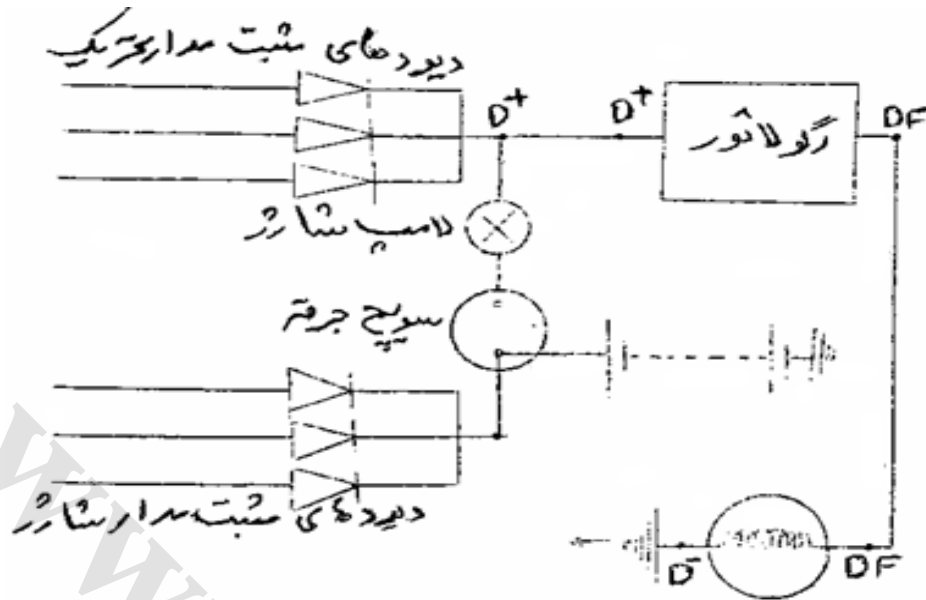 دیودهای مثبت مدار تحریک
D+
D+
رگولاتور
DF
لامپ شارژ
سویچ جرقه
دیودهای مثبت مدار شارژ
D-
DF